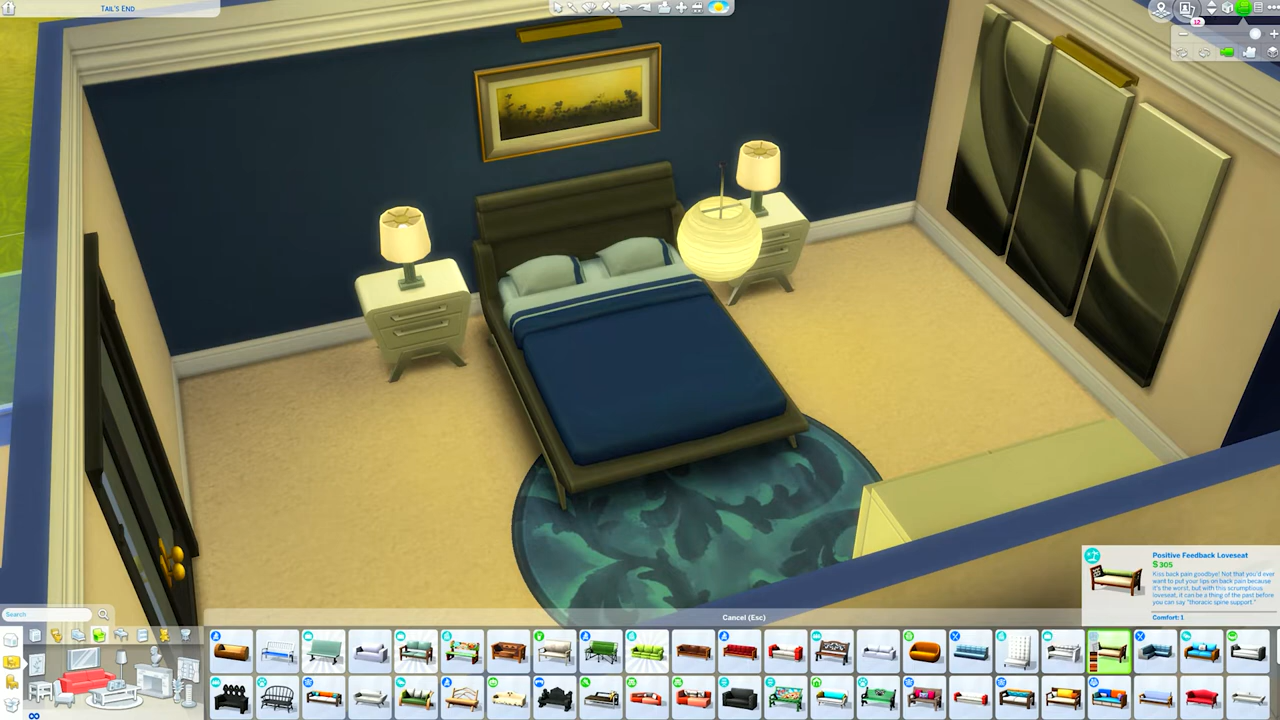 TAIL'S END
12
Positive Feedback Loveseat
$305
Kiss back pain goodbye! Not that you'd ever
want to put your lips on back pain because
it's the worst, but with this scrumptious
loveseat, it can be a thing of the past before
you can say "thoracic spine support."
Comfort: 1
Search
Cancel (Esc)